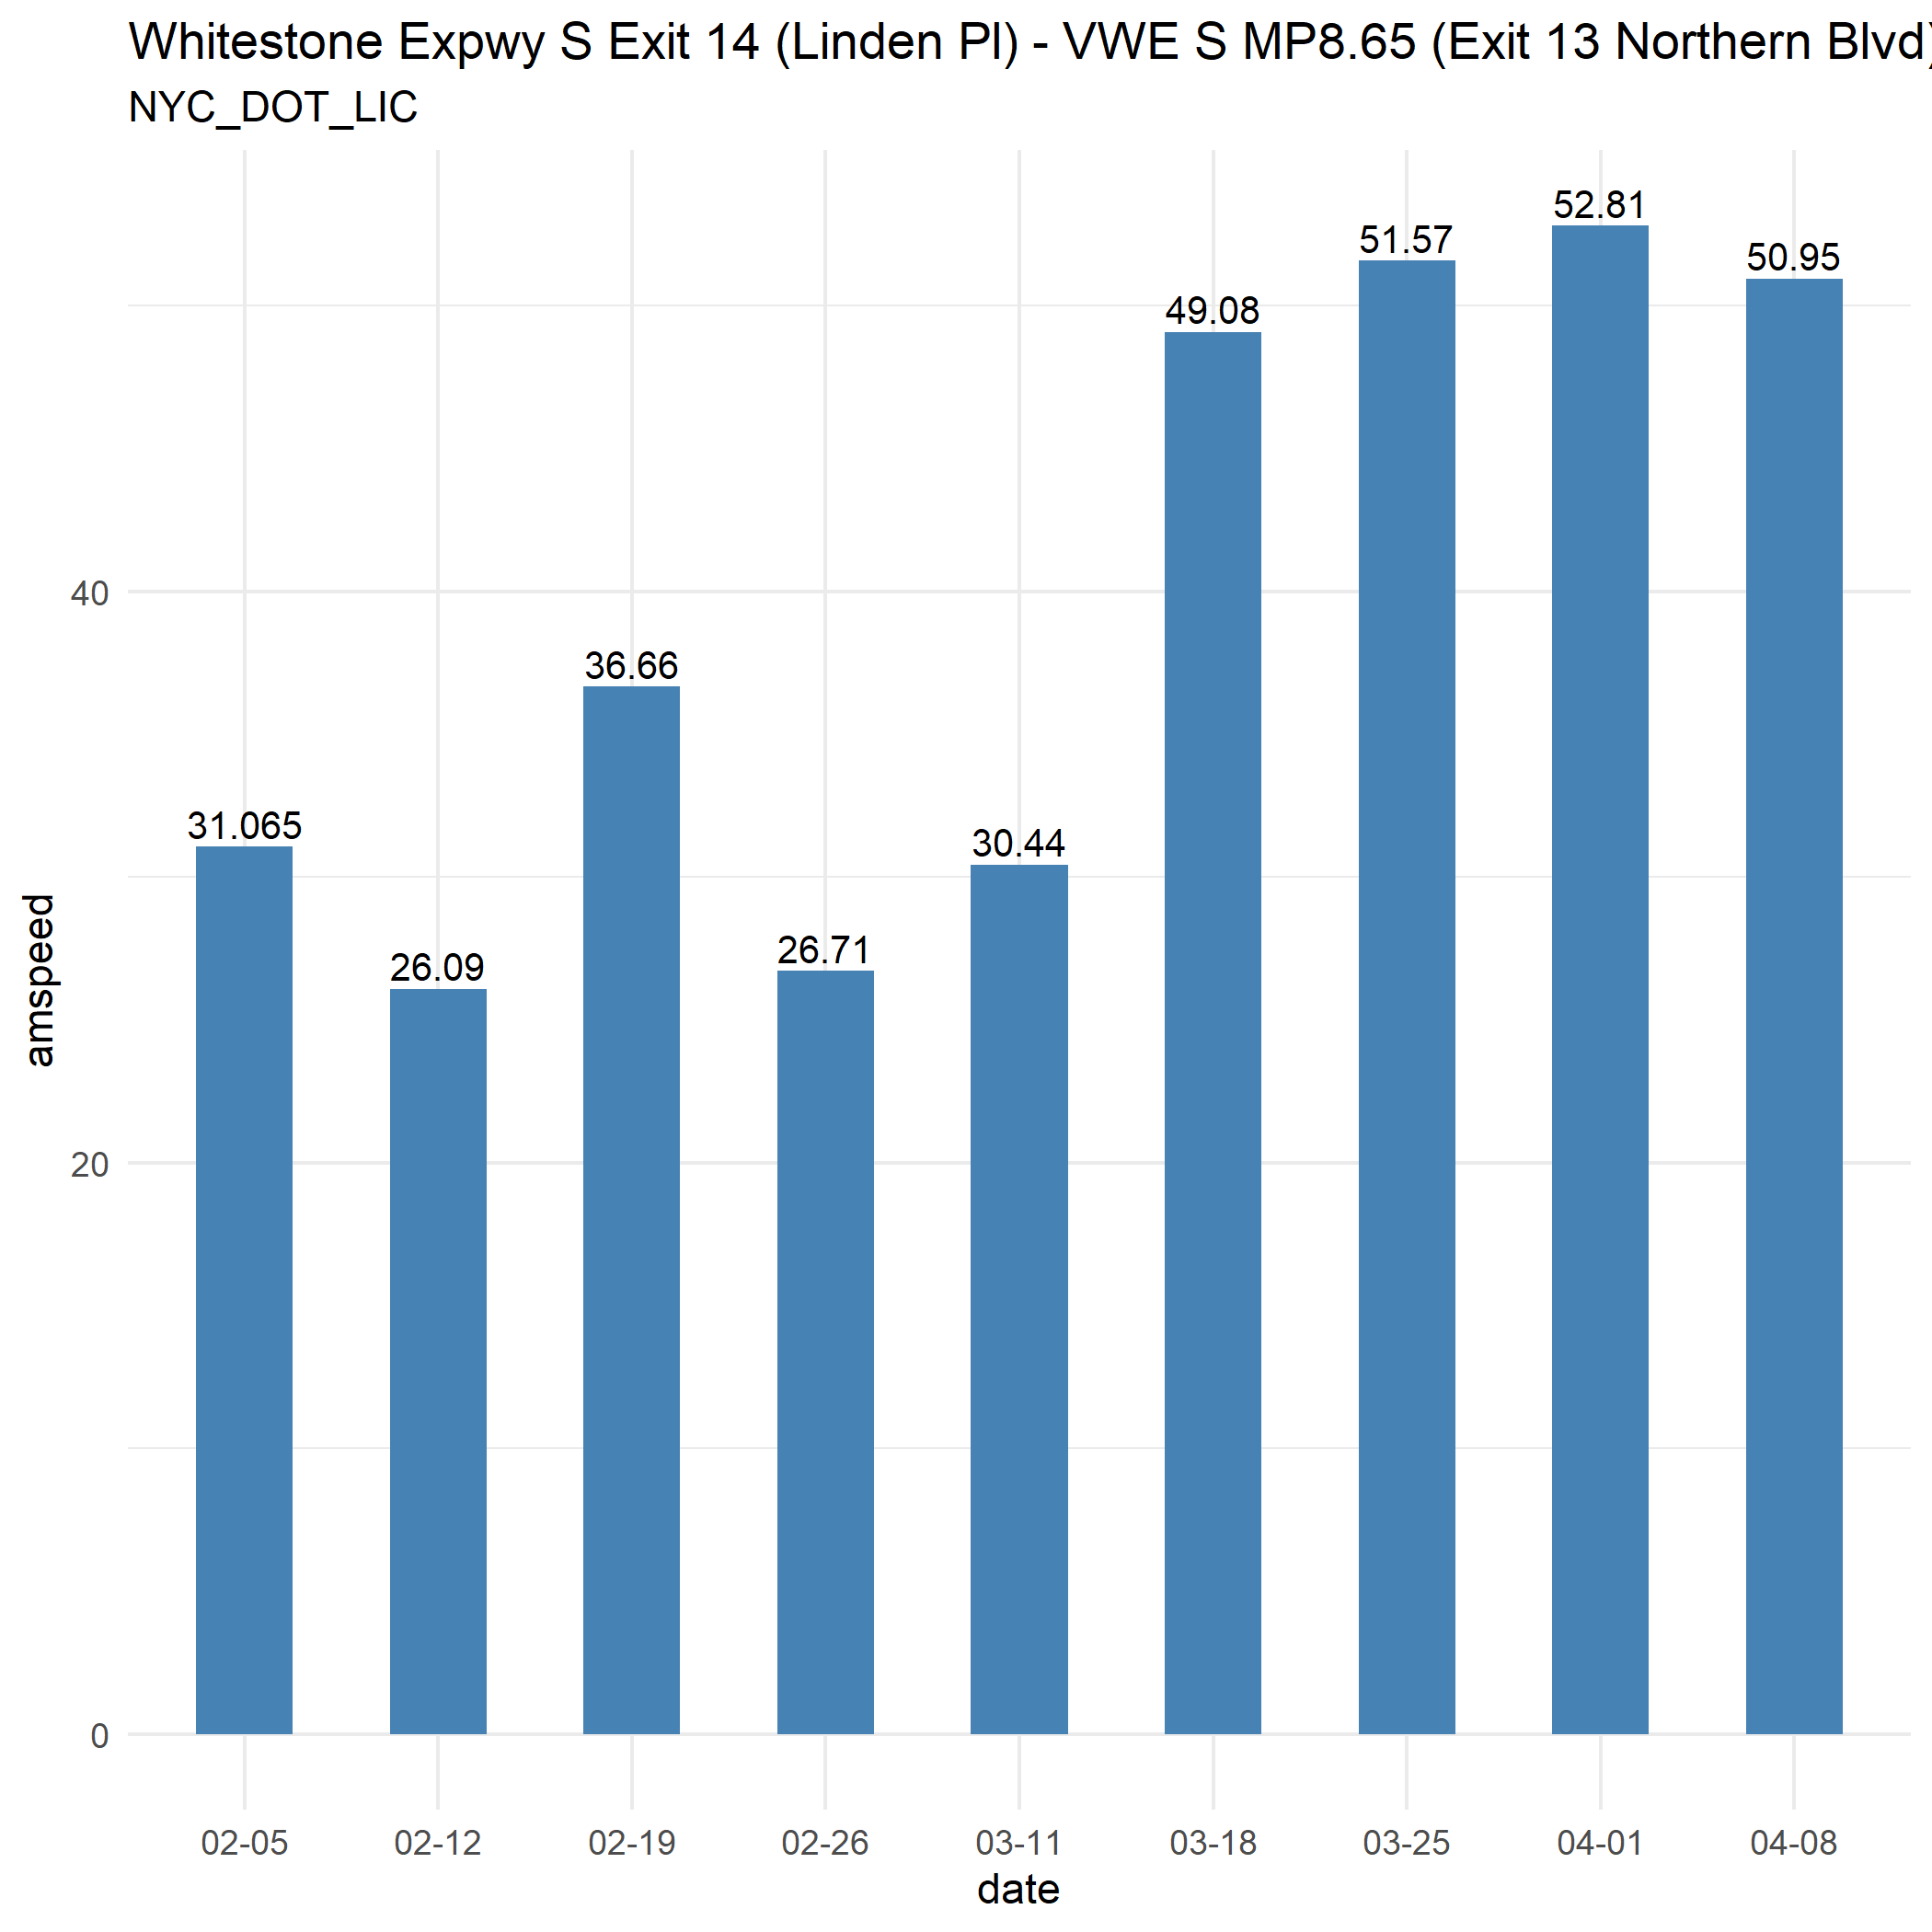 Whitestone Expwy S Exit 14 (Linden Pl) - VWE S MP8.65 (Exit 13 Northern Blvd)
NYC_DOT_LIC
52.81
51.57
50.95
49.08
40
36.66
31.065
30.44
26.71
26.09
amspeed
20
0
02-05 02-12 02-19 02-26 03-11 03-18 03-25 04-01 04-08
date